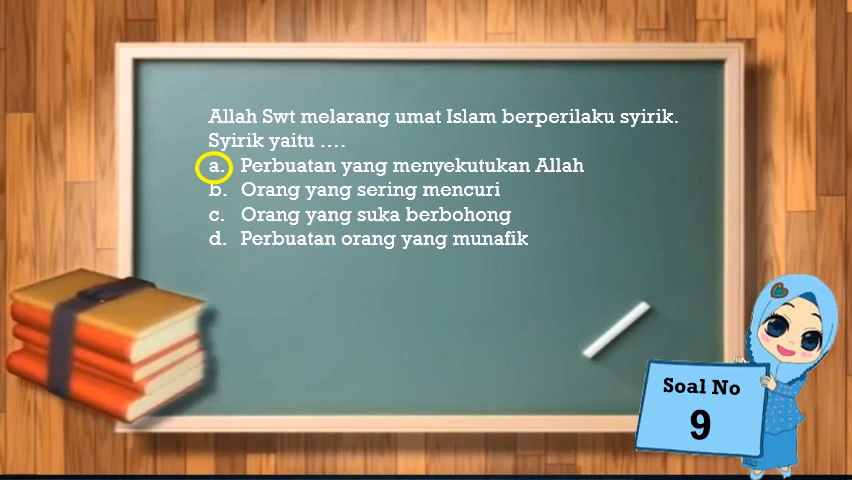 Allah Swt melarang umat Islam berperilaku syirik.
Syirik yaitu ....
a. Perbuatan yang menyekutukan Allah
b. Orang yang sering mencuri
c. Orang yang suka berbohong
d. Perbuatan orang yang munafik
Soal No
9